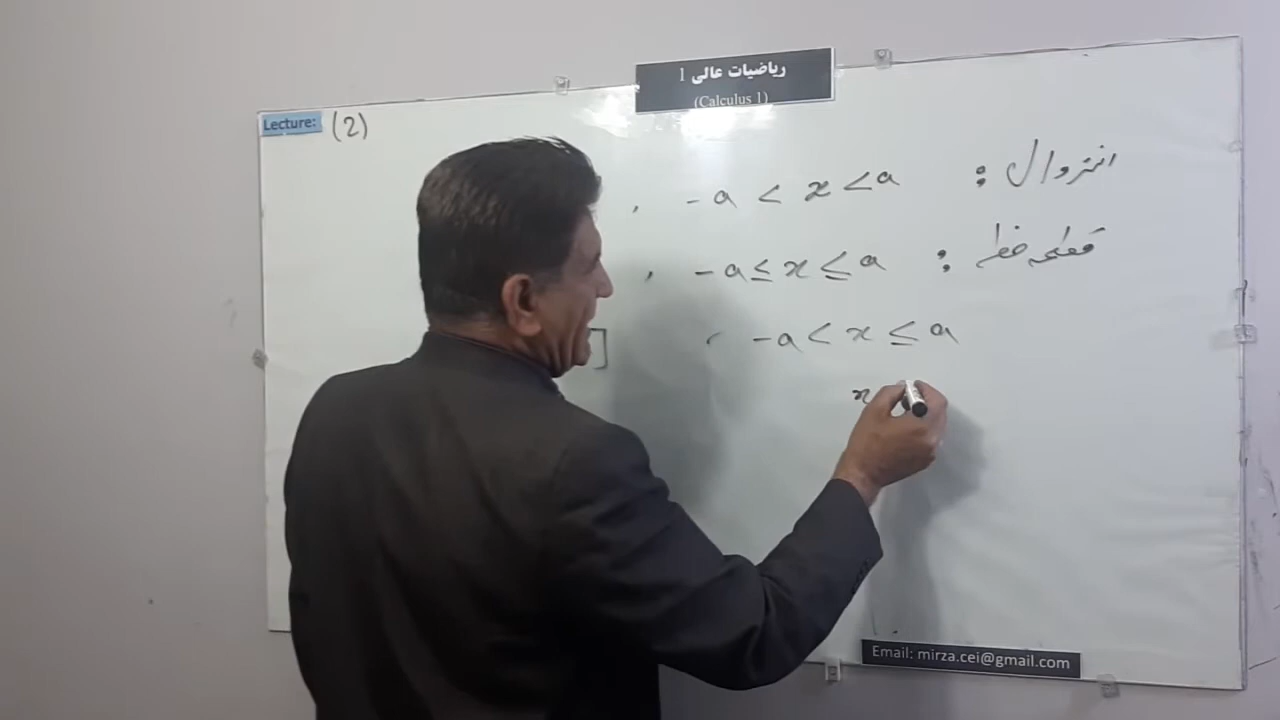 ریاضیات عالی 1
(Calculus 1)
Lecture: (2)
انتروال : -a < x < a ,
قطعه خط : -a ≤ x ≤ a ,
-a < x ≤ a , ]
x
Email: mirza.cei@gmail.com